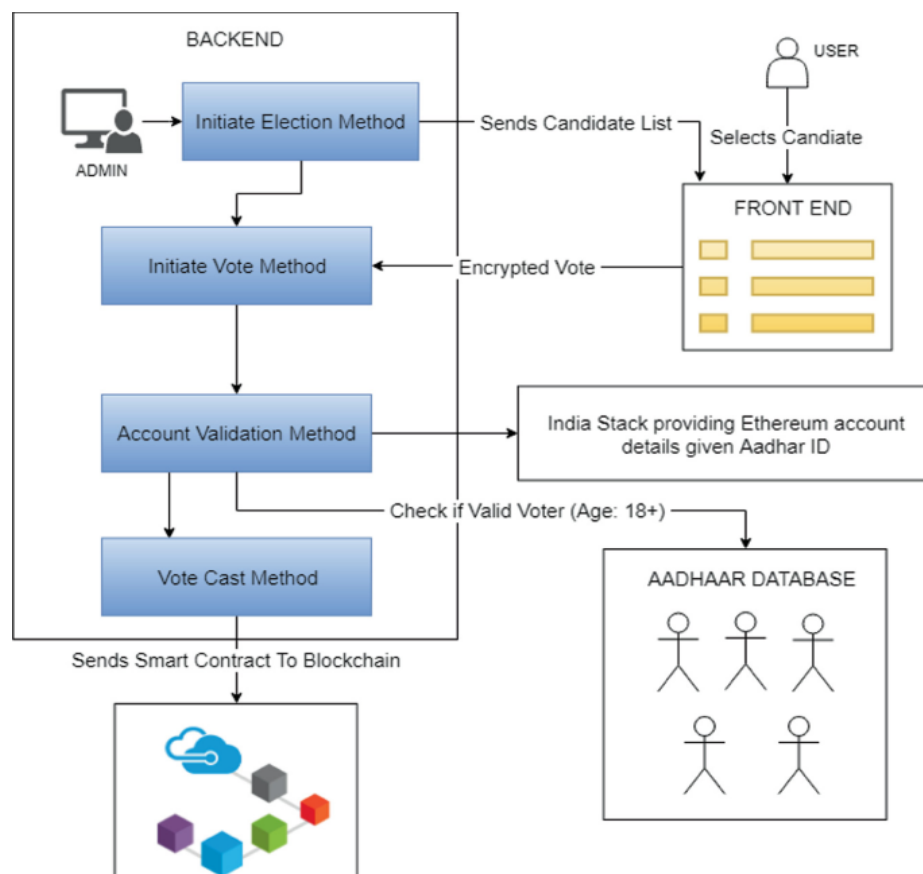 BACKEND
USER
ADMIN
Initiate Election Method
Sends Candidate List
Selects Candiate
FRONT END
Initiate Vote Method
Encrypted Vote
Account Validation Method
India Stack providing Ethereum account
details given Aadhar ID
Check if Valid Voter (Age: 18+)
Vote Cast Method
AADHAAR DATABASE
Sends Smart Contract To Blockchain